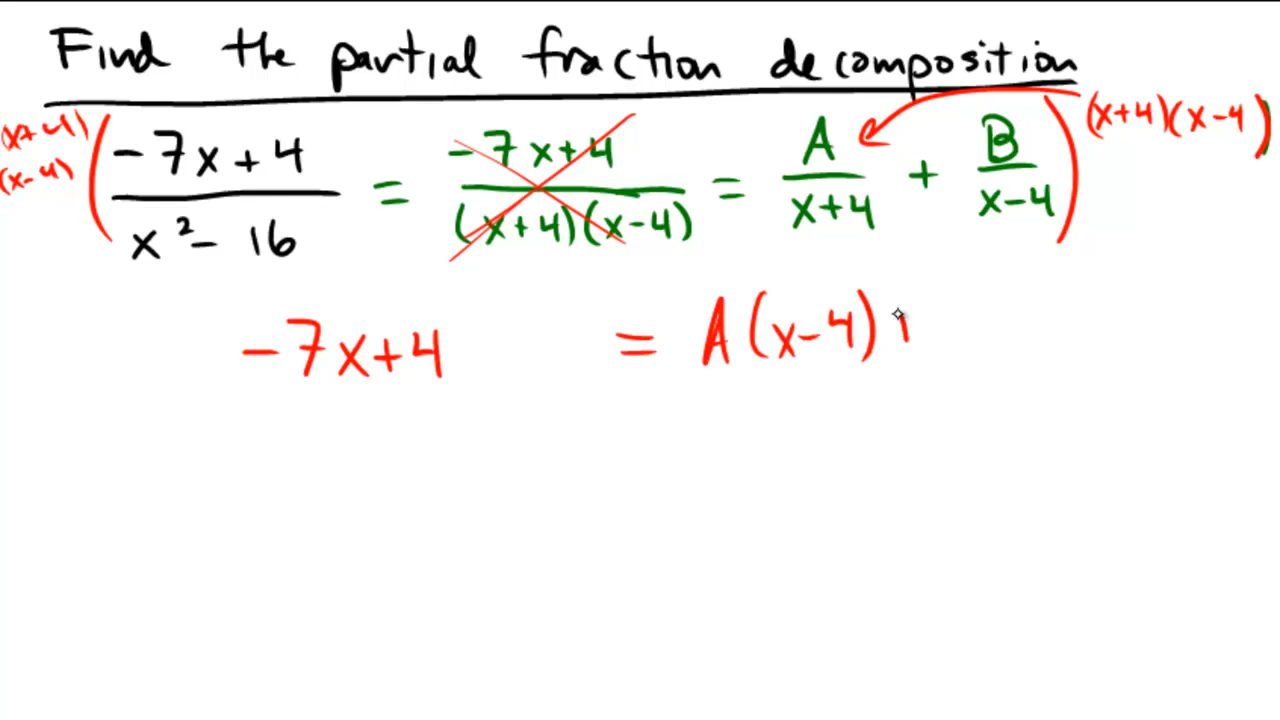 Find the partial fraction decomposition
(x+4)(x-4) ( -7x+4 / x²-16 = -7x+4 / (x+4)(x-4) = A / x+4 + B / x-4 ) (x+4)(x-4)
-7x+4 = A(x-4)